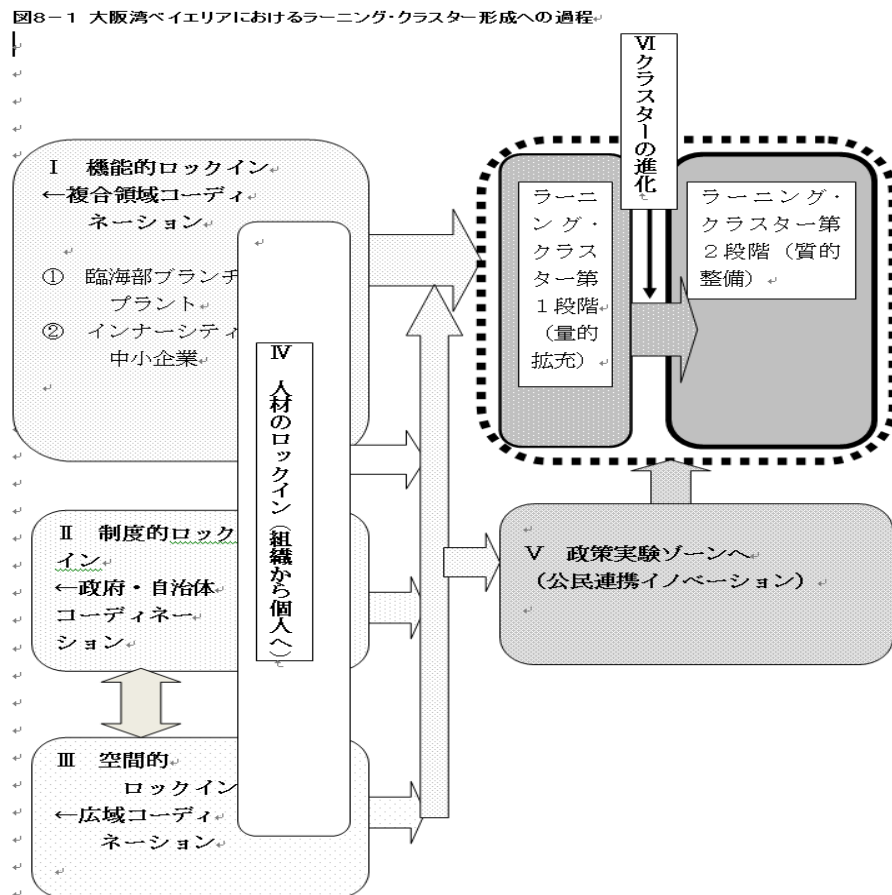 図8-1 大阪湾ベイエリアにおけるラーニング・クラスター形成への過程
Ⅰ 機能的ロックイン
←複合領域コーディ
ネーション
① 臨海部ブランチ
プラント
② インナーシティ
中小企業
Ⅱ 制度的ロック
イン
←政府・自治体
コーディネー
ション
Ⅲ 空間的
ロックイン
←広域コーディ
ネーション
Ⅳ 人材のロックイン(組織から個人へ)
Ⅵクラスターの進化
ラーニ
ング・
クラス
ター第
1段階
(量的
拡充)
ラーニング・
クラスター第
2段階(質的
整備)
Ⅴ 政策実験ゾーンへ
(公民連携イノベーション)